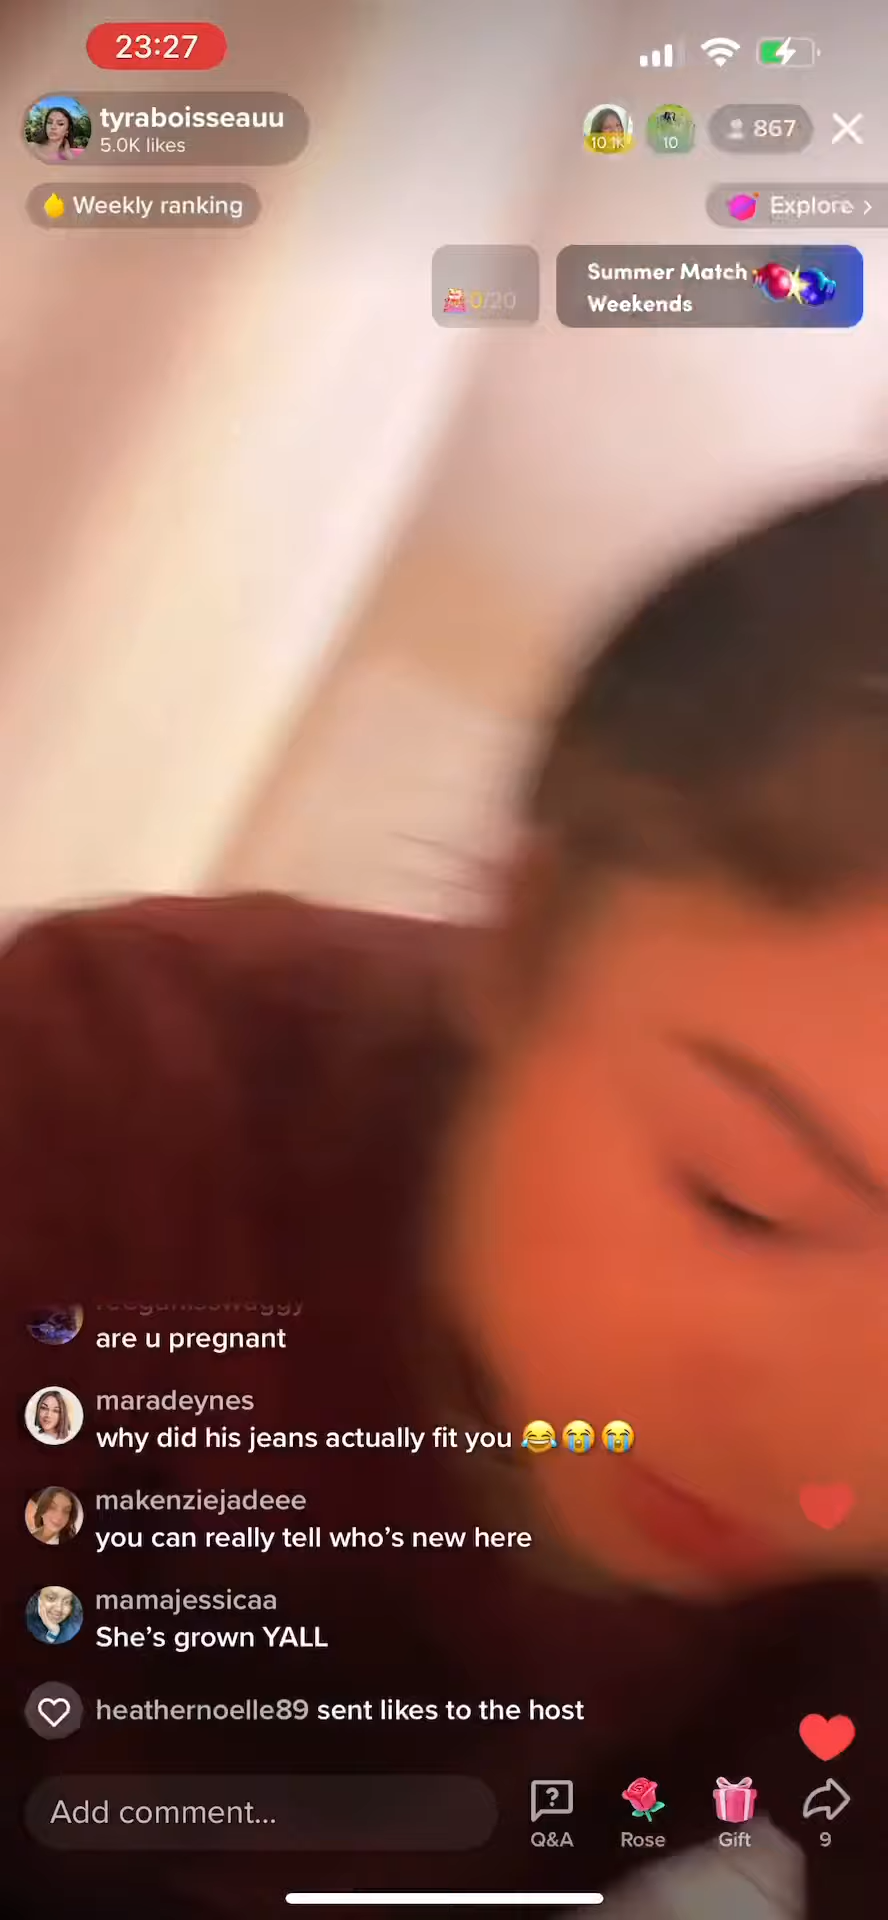 23:27
tyraboisseauu
5.0K likes
10.1K
10
867
Weekly ranking
Explore >
0/20
Summer Match
Weekends
are u pregnant
maradeynes
why did his jeans actually fit you 😂😭😭
makenziejadeee
you can really tell who's new here
mamajessicaa
She's grown YALL
heathernoelle89 sent likes to the host
Add comment...
Q&A
Rose
Gift
9